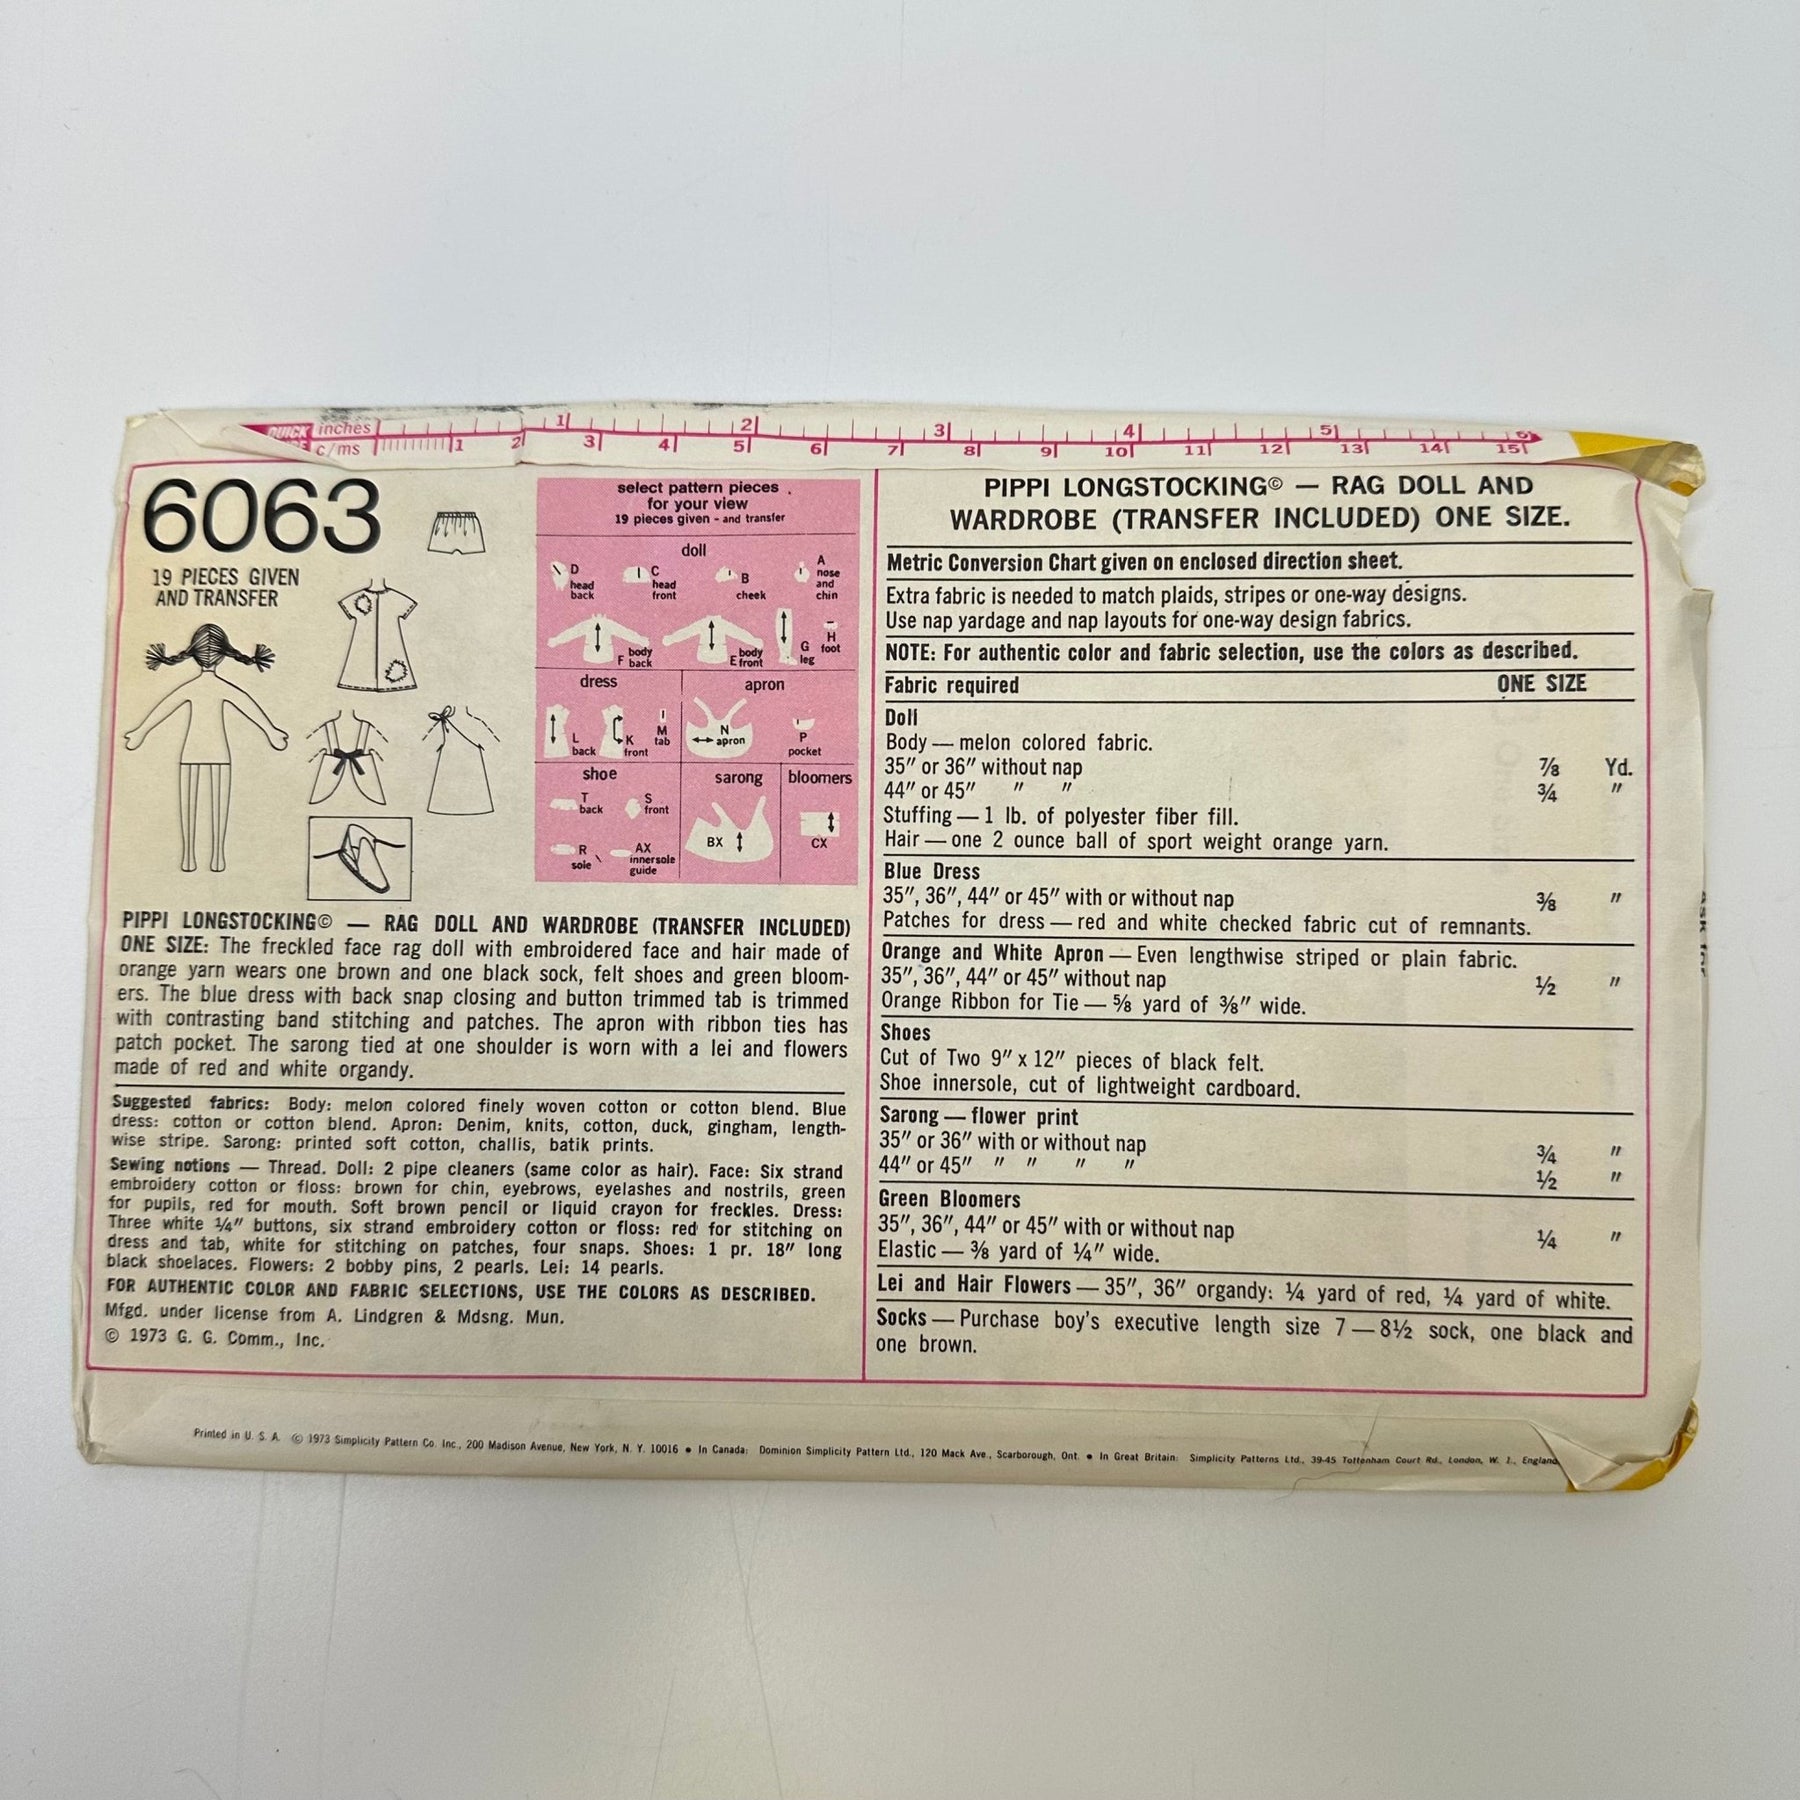 QUICK
inches
c/ms
1 2 3 4 5 6
1 2 3 4 5 6 7 8 9 10 11 12 13 14 15
6063
19 PIECES GIVEN
AND TRANSFER
select pattern pieces
for your view
19 pieces given - and transfer
doll
D
head
back
C
head
front
B
cheek
A
nose
and
chin
F body
back
E body
front
G
leg
H
foot
dress
L
back
K
front
M
tab
apron
N
apron
P
pocket
shoe
T
back
S
front
R
sole
AX
innersole
guide
sarong
BX
bloomers
CX
PIPPI LONGSTOCKING© — RAG DOLL AND WARDROBE (TRANSFER INCLUDED)
ONE SIZE: The freckled face rag doll with embroidered face and hair made of
orange yarn wears one brown and one black sock, felt shoes and green bloom-
ers. The blue dress with back snap closing and button trimmed tab is trimmed
with contrasting band stitching and patches. The apron with ribbon ties has
patch pocket. The sarong tied at one shoulder is worn with a lei and flowers
made of red and white organdy.
Suggested fabrics: Body: melon colored finely woven cotton or cotton blend. Blue
dress: cotton or cotton blend. Apron: Denim, knits, cotton, duck, gingham, length-
wise stripe. Sarong: printed soft cotton, challis, batik prints.
Sewing notions — Thread. Doll: 2 pipe cleaners (same color as hair). Face: Six strand
embroidery cotton or floss: brown for chin, eyebrows, eyelashes and nostrils, green
for pupils, red for mouth. Soft brown pencil or liquid crayon for freckles. Dress:
Three white ¼" buttons, six strand embroidery cotton or floss: red for stitching on
dress and tab, white for stitching on patches, four snaps. Shoes: 1 pr. 18" long
black shoelaces. Flowers: 2 bobby pins, 2 pearls. Lei: 14 pearls.
FOR AUTHENTIC COLOR AND FABRIC SELECTIONS, USE THE COLORS AS DESCRIBED.
Mfgd. under license from A. Lindgren & Mdsng. Mun.
© 1973 G. G. Comm., Inc.
PIPPI LONGSTOCKING© — RAG DOLL AND
WARDROBE (TRANSFER INCLUDED) ONE SIZE.
Metric Conversion Chart given on enclosed direction sheet.
Extra fabric is needed to match plaids, stripes or one-way designs.
Use nap yardage and nap layouts for one-way design fabrics.
NOTE: For authentic color and fabric selection, use the colors as described.
Fabric required ONE SIZE
Doll
Body — melon colored fabric.
35" or 36" without nap ⅞ Yd.
44" or 45" " " ¾ "
Stuffing — 1 lb. of polyester fiber fill.
Hair — one 2 ounce ball of sport weight orange yarn.
Blue Dress
35", 36", 44" or 45" with or without nap ⅜ "
Patches for dress — red and white checked fabric cut of remnants.
Orange and White Apron — Even lengthwise striped or plain fabric.
35", 36", 44" or 45" without nap ½ "
Orange Ribbon for Tie — ⅝ yard of ⅜" wide.
Shoes
Cut of Two 9" x 12" pieces of black felt.
Shoe innersole, cut of lightweight cardboard.
Sarong — flower print
35" or 36" with or without nap ¾ "
44" or 45" " " " " ½ "
Green Bloomers
35", 36", 44" or 45" with or without nap ¼ "
Elastic — ⅜ yard of ¼" wide.
Lei and Hair Flowers — 35", 36" organdy: ¼ yard of red, ¼ yard of white.
Socks — Purchase boy's executive length size 7 — 8½ sock, one black and
one brown.
Printed in U. S. A. © 1973 Simplicity Pattern Co. Inc., 200 Madison Avenue, New York, N. Y. 10016 • In Canada: Dominion Simplicity Pattern Ltd., 120 Mack Ave., Scarborough, Ont. • In Great Britain: Simplicity Patterns Ltd., 39-45 Tottenham Court Rd., London, W. 1., England